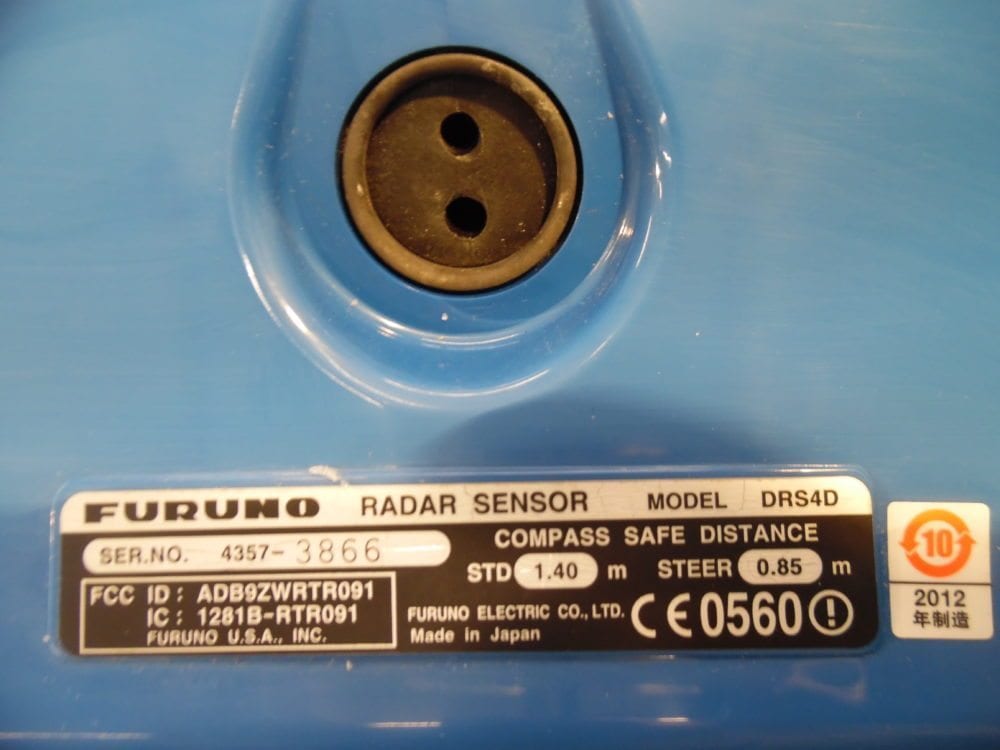 FURUNO RADAR SENSOR MODEL DRS4D
SER.NO. 4357-3866
COMPASS SAFE DISTANCE
STD 1.40 m STEER 0.85 m
FCC ID : ADB9ZWRTR091
IC : 1281B-RTR091
FURUNO U.S.A., INC.
FURUNO ELECTRIC CO., LTD.
Made in Japan
CE0560!
10
2012
年制造